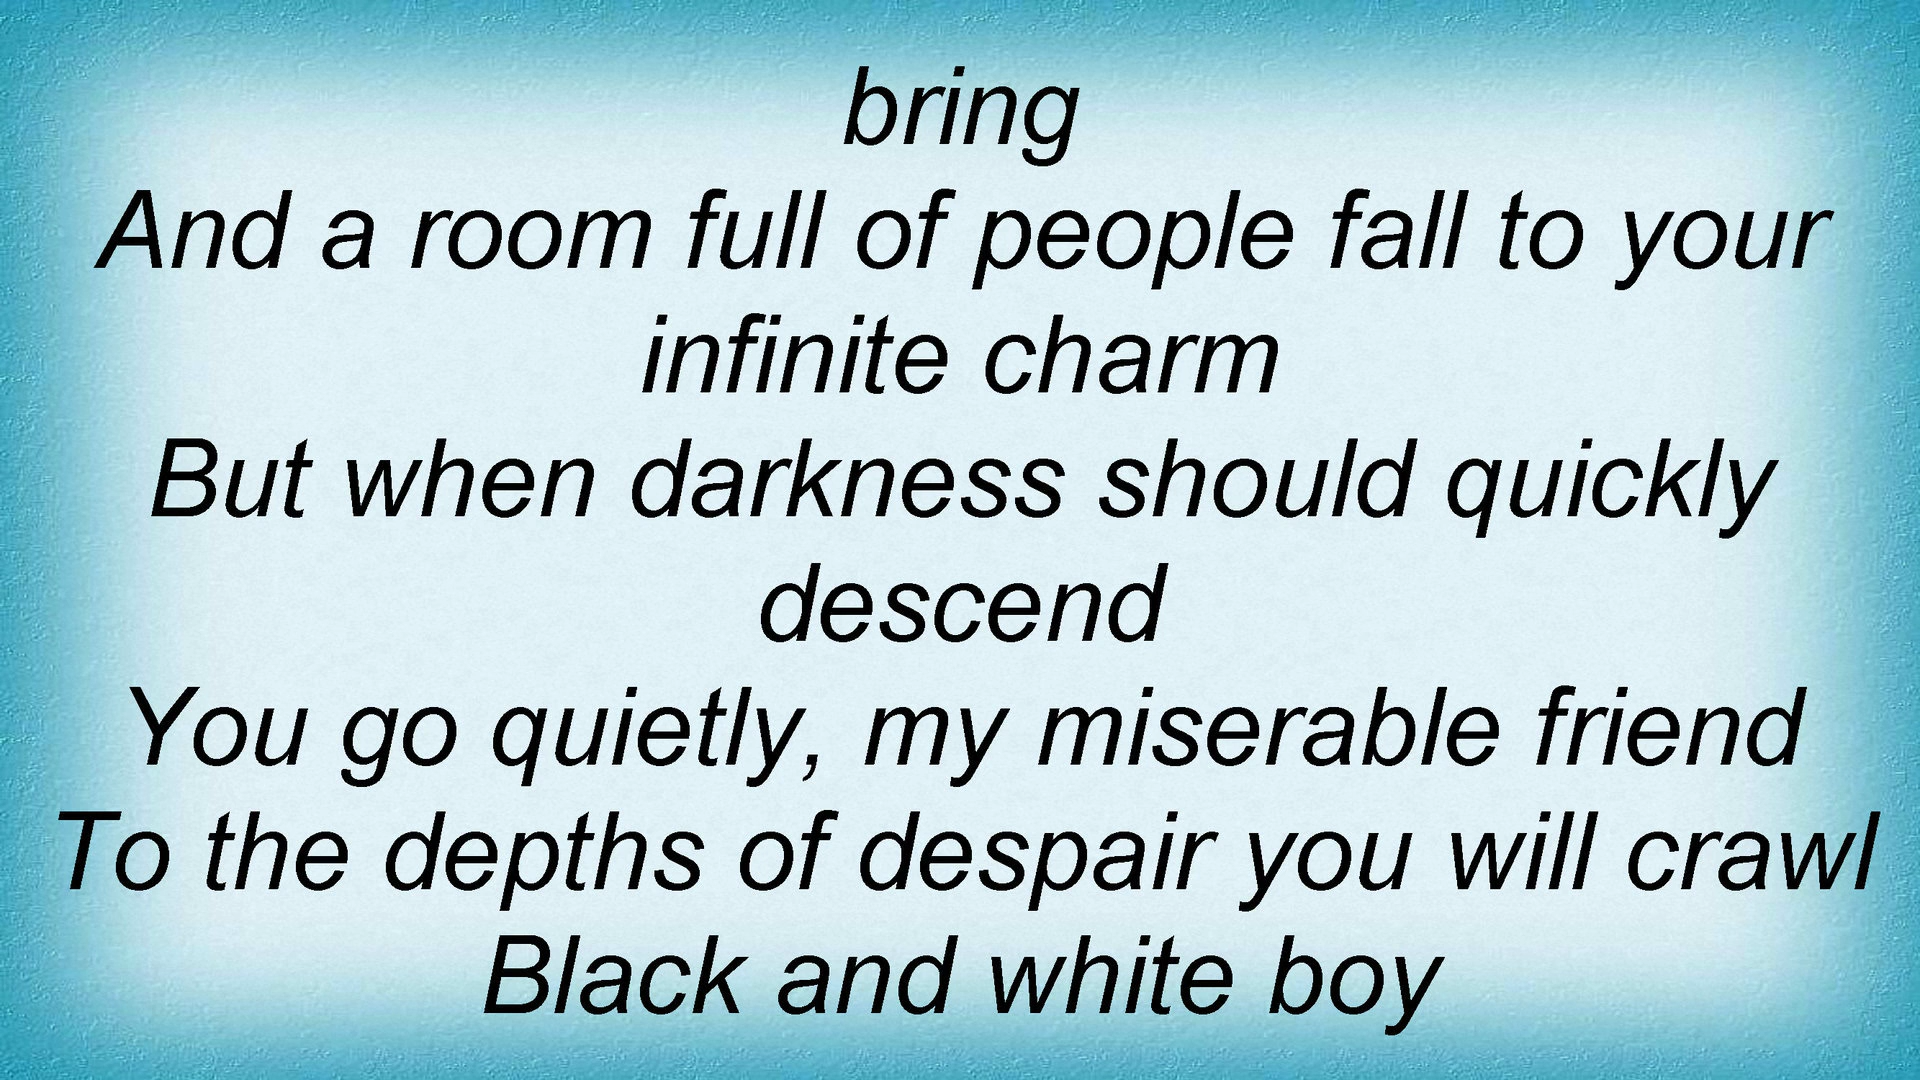 bring
And a room full of people fall to your
infinite charm
But when darkness should quickly
descend
You go quietly, my miserable friend
To the depths of despair you will crawl
Black and white boy